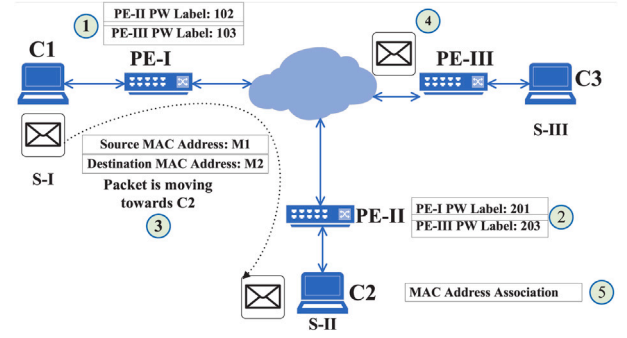 1
PE-II PW Label: 102
PE-III PW Label: 103
4
C1
PE-I
PE-III
C3
S-I
S-III
Source MAC Address: M1
Destination MAC Address: M2
Packet is moving
towards C2
3
PE-II
PE-I PW Label: 201
PE-III PW Label: 203
2
C2
S-II
MAC Address Association
5